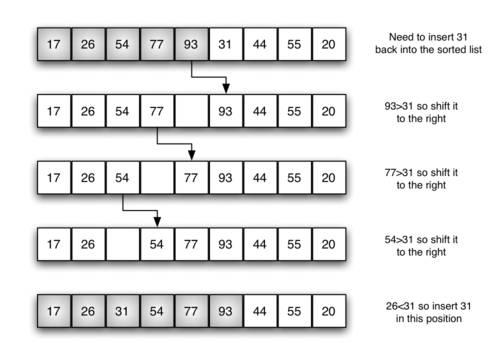 17 26 54 77 93 31 44 55 20
Need to insert 31
back into the sorted list
17 26 54 77 93 44 55 20
93>31 so shift it
to the right
17 26 54 77 93 44 55 20
77>31 so shift it
to the right
17 26 54 77 93 44 55 20
54>31 so shift it
to the right
17 26 31 54 77 93 44 55 20
26<31 so insert 31
in this position